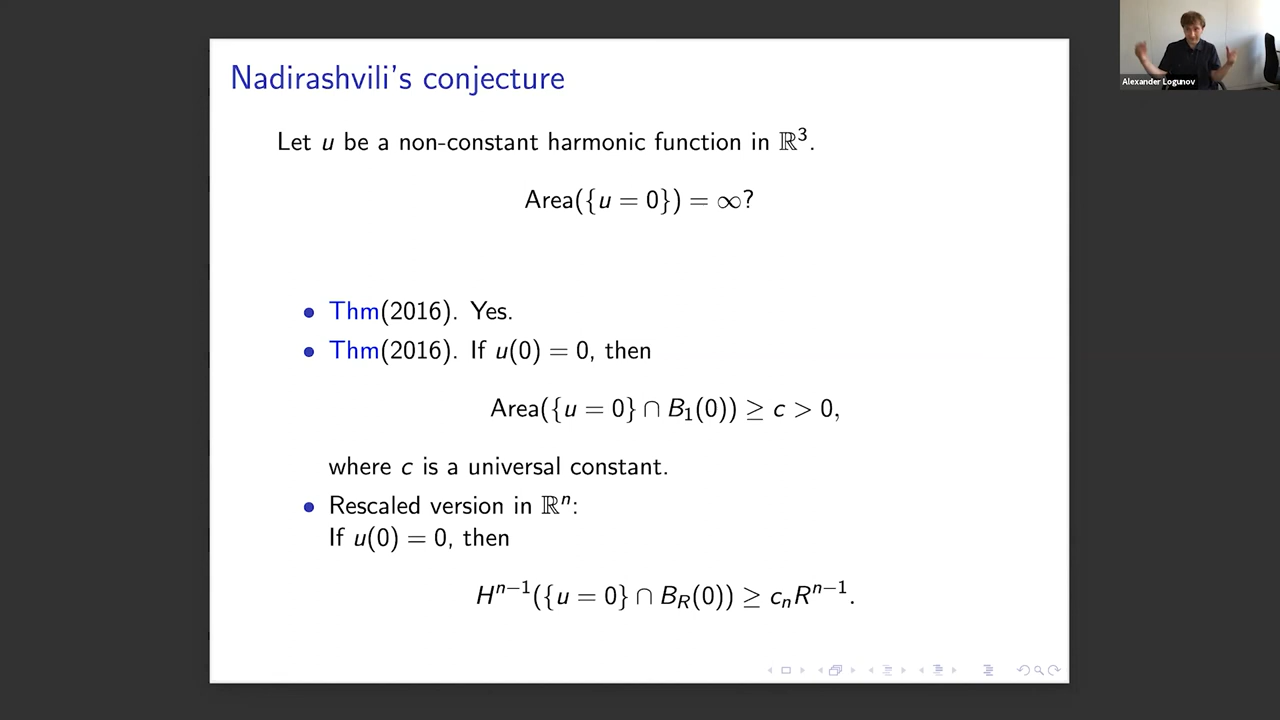 Nadirashvili's conjecture
Let u be a non-constant harmonic function in ℝ³.
Area({u = 0}) = ∞?
• Thm(2016). Yes.
• Thm(2016). If u(0) = 0, then
Area({u = 0} ∩ B₁(0)) ≥ c > 0,
where c is a universal constant.
• Rescaled version in ℝⁿ:
If u(0) = 0, then
Hⁿ⁻¹({u = 0} ∩ B_R(0)) ≥ cₙRⁿ⁻¹.
Alexander Logunov